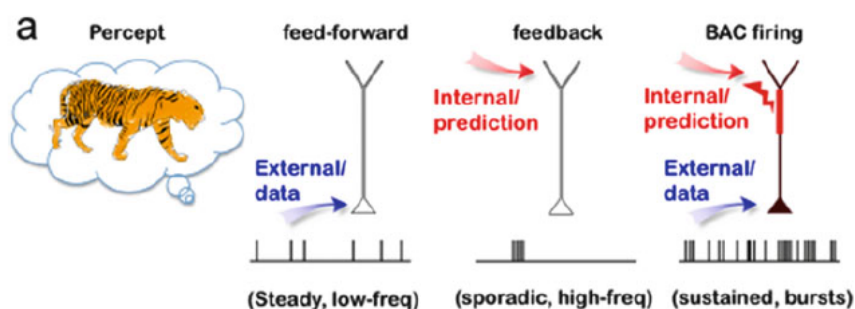 a
Percept
feed-forward
feedback
BAC firing
Internal/
prediction
Internal/
prediction
External/
data
External/
data
(Steady, low-freq)
(sporadic, high-freq)
(sustained, bursts)